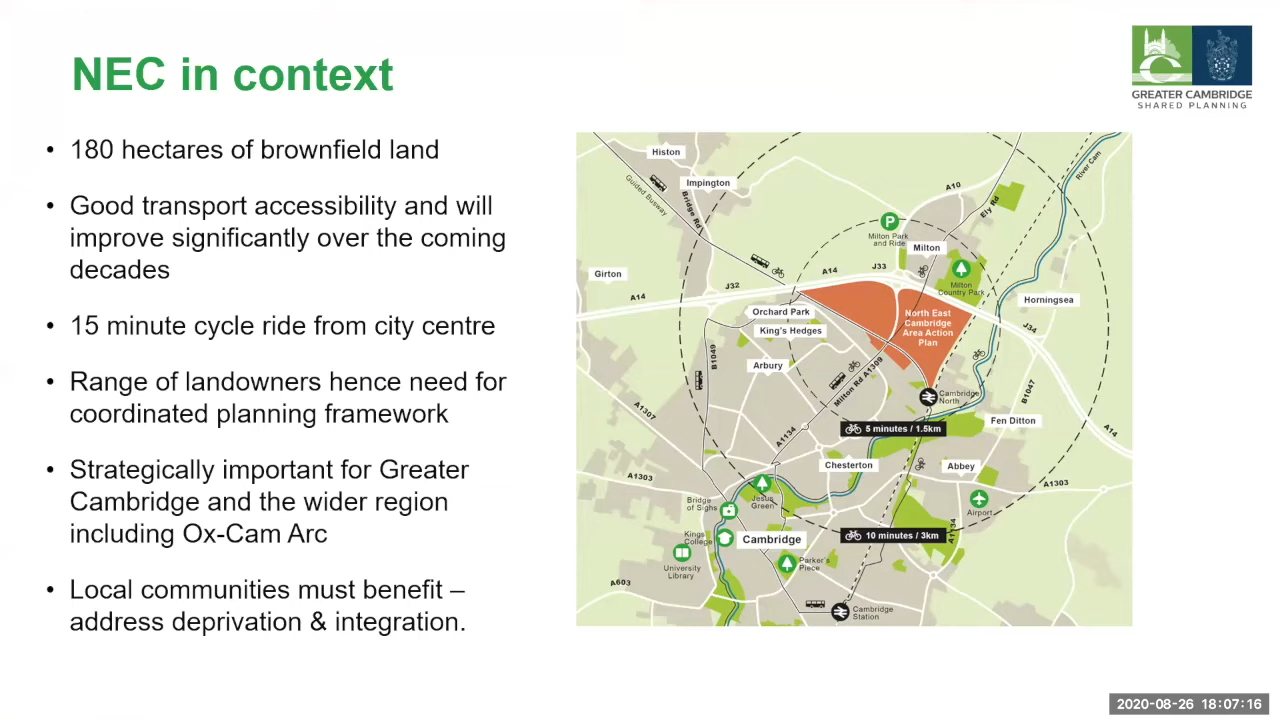 NEC in context
GREATER CAMBRIDGE
SHARED PLANNING
• 180 hectares of brownfield land
• Good transport accessibility and will
improve significantly over the coming
decades
• 15 minute cycle ride from city centre
• Range of landowners hence need for
coordinated planning framework
• Strategically important for Greater
Cambridge and the wider region
including Ox-Cam Arc
• Local communities must benefit –
address deprivation & integration.
Histon
Impington
Guided Busway
Bridge Rd
A10
Ely Rd
River Cam
P
Milton Park
and Ride
Milton
Girton
A14
J32
A14
J33
Milton
Country Park
Horningsea
J34
Orchard Park
King's Hedges
North East
Cambridge
Area Action
Plan
B1049
Arbury
Milton Rd A1309
Cambridge
North
B1047
A14
A1307
5 minutes / 1.5km
Fen Ditton
A1134
Chesterton
Abbey
A1303
A1303
Bridge
of Sighs
Jesus
Green
Airport
Kings
College
Cambridge
10 minutes / 3km
A1134
University
Library
Parker's
Piece
A603
Cambridge
Station
2020-08-26 18:07:16